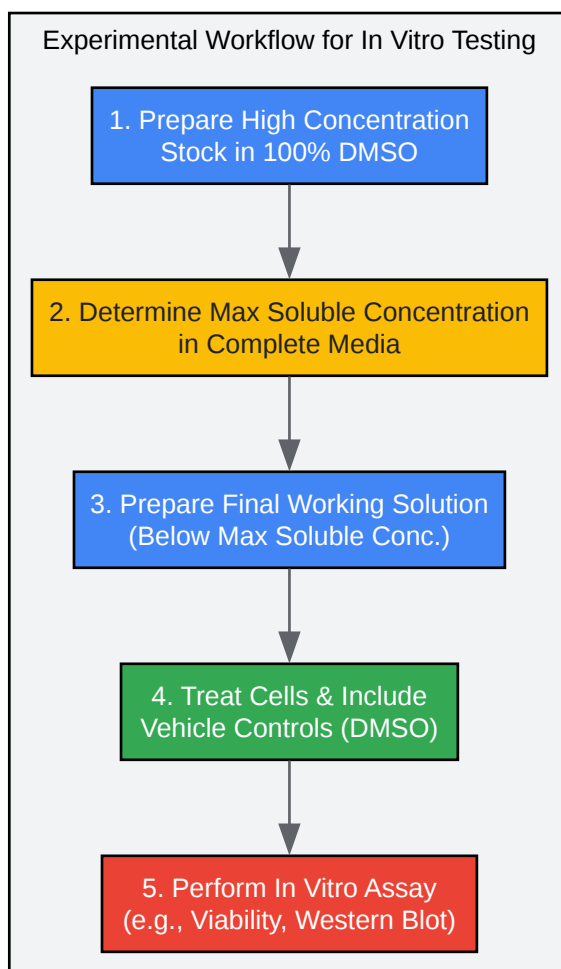 Experimental Workflow for In Vitro Testing
1. Prepare High Concentration
Stock in 100% DMSO
2. Determine Max Soluble Concentration
in Complete Media
3. Prepare Final Working Solution
(Below Max Soluble Conc.)
4. Treat Cells & Include
Vehicle Controls (DMSO)
5. Perform In Vitro Assay
(e.g., Viability, Western Blot)